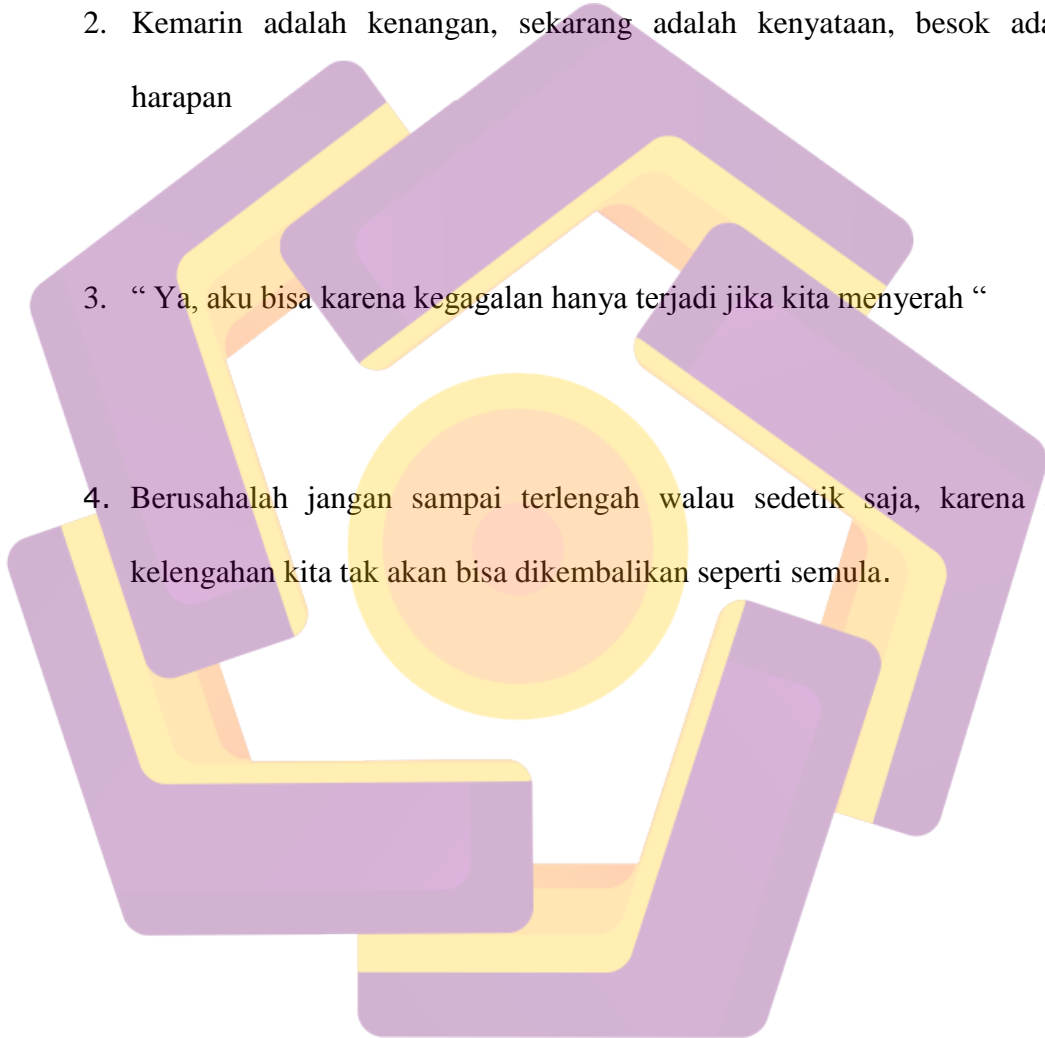 2. Kemarin adalah kenangan, sekarang adalah kenyataan, besok
harapan
3. “ Ya, aku bisa karena kegagalan hanya terjadi jika kita menyerah “
4. Berusahalah jangan sampai terlengah walau sedetik saja, karena
kelengahan kita tak akan bisa dikembalikan seperti semula.